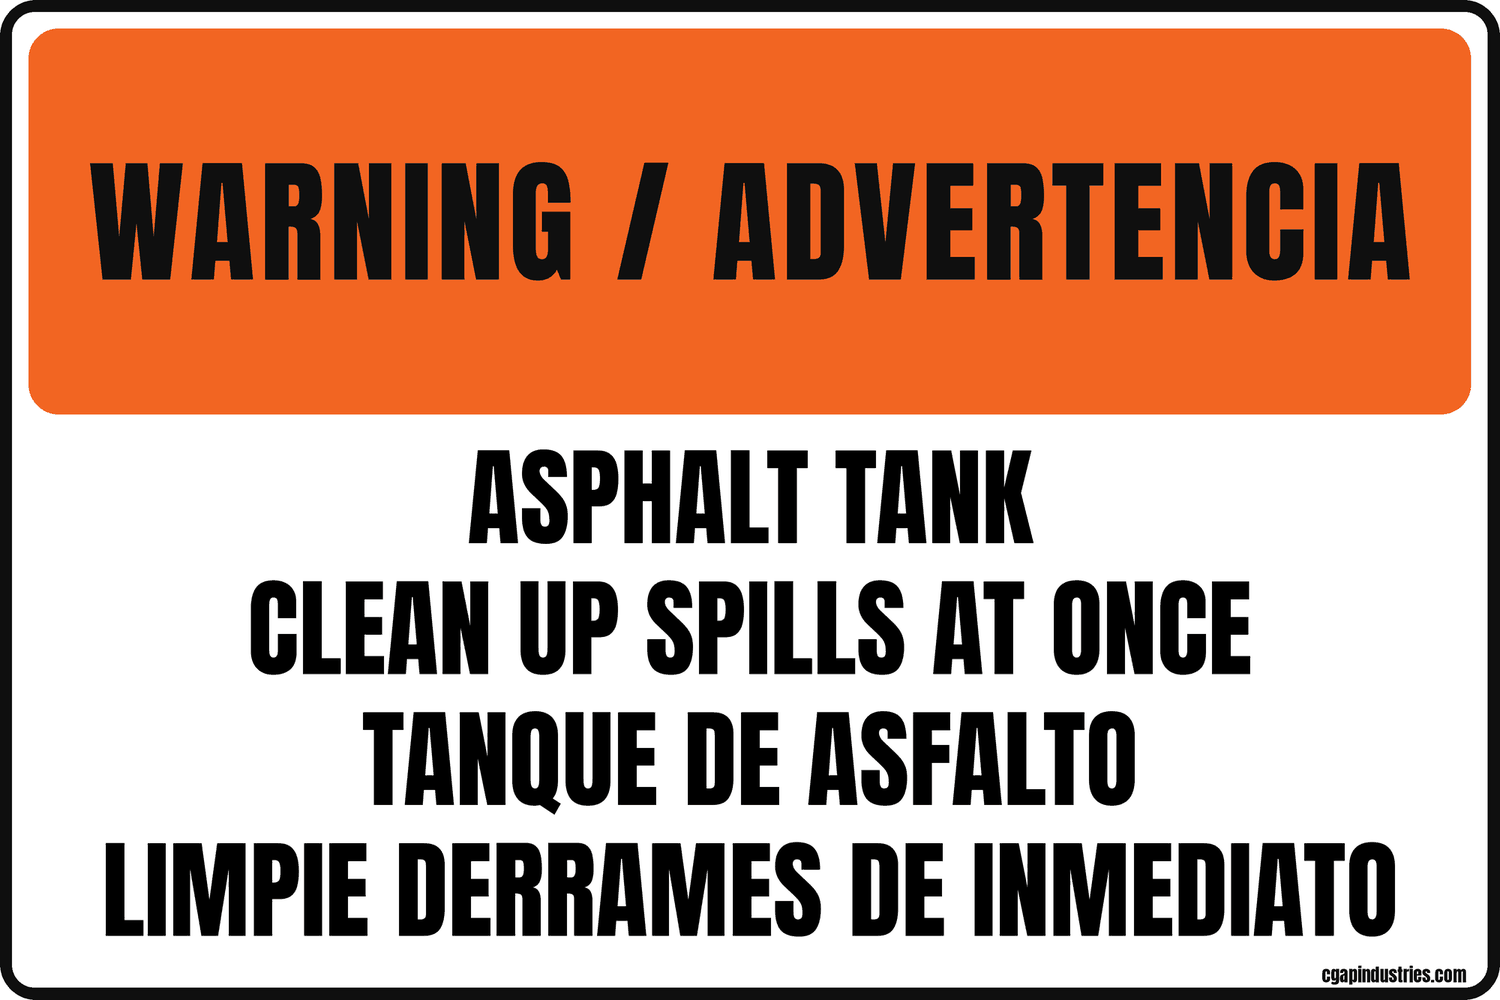 WARNING / ADVERTENCIA
ASPHALT TANK
CLEAN UP SPILLS AT ONCE
TANQUE DE ASFALTO
LIMPIE DERRAMES DE INMEDIATO
cgapindustries.com